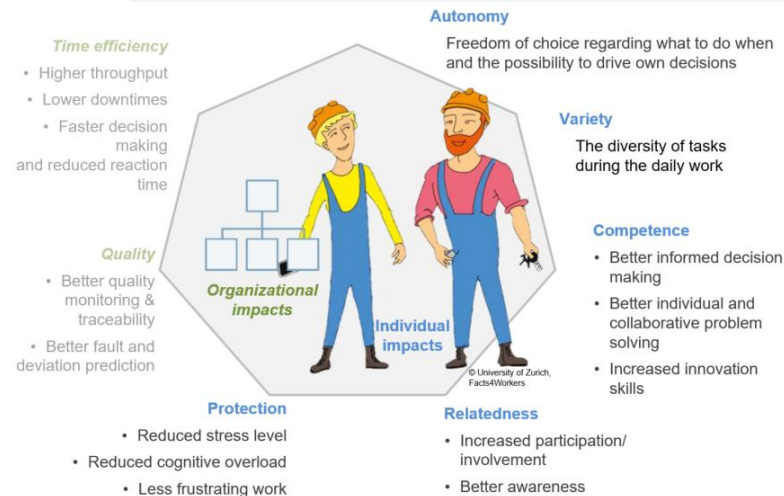 Autonomy
Freedom of choice regarding what to do when
and the possibility to drive own decisions
Time efficiency
• Higher throughput
• Lower downtimes
• Faster decision
making
and reduced reaction
time
Variety
The diversity of tasks
during the daily work
Competence
• Better informed decision
making
• Better individual and
collaborative problem
solving
• Increased innovation
skills
Quality
• Better quality
monitoring &
traceability
• Better fault and
deviation prediction
Organizational
impacts
Individual
impacts
© University of Zurich,
Facts4Workers
Protection
• Reduced stress level
• Reduced cognitive overload
• Less frustrating work
Relatedness
• Increased participation/
involvement
• Better awareness